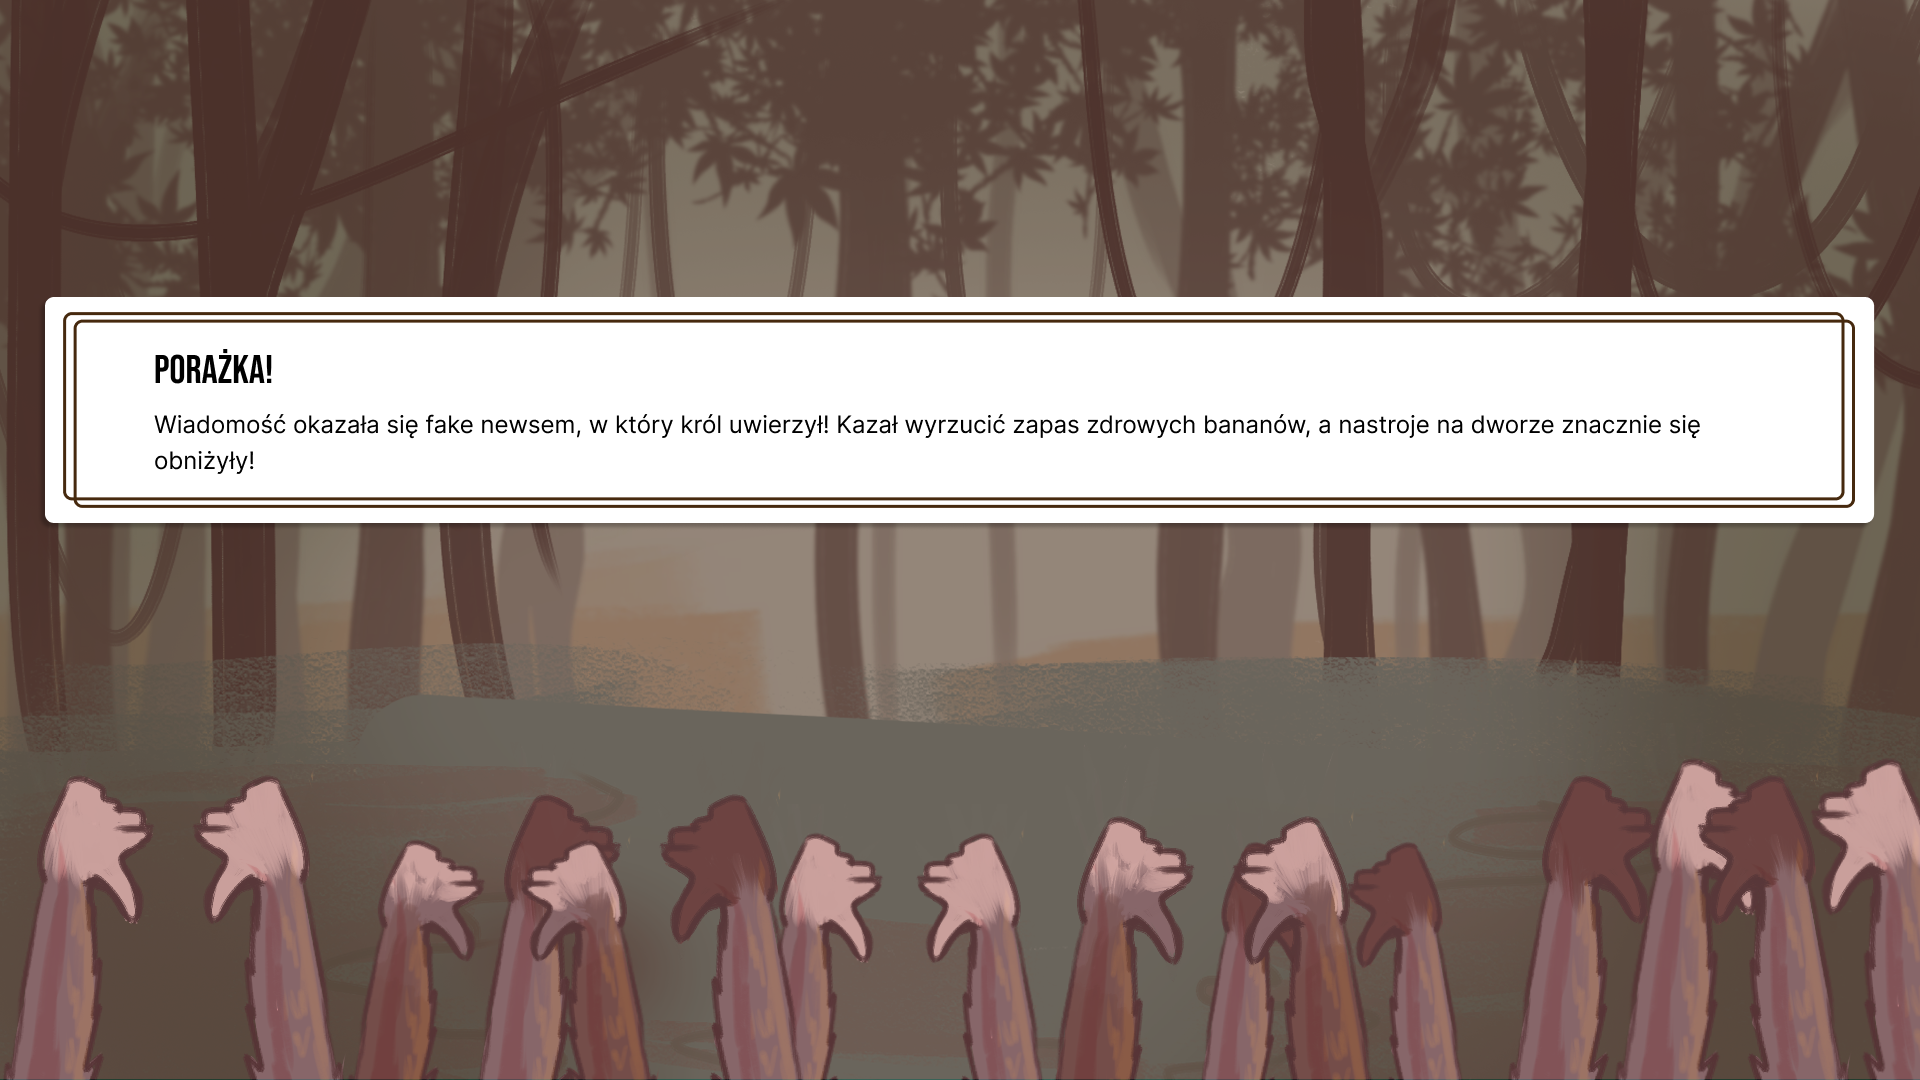 PORAŻKA!
Wiadomość okazała się fake newsem, w który król uwierzył! Kazał wyrzucić zapas zdrowych bananów, a nastroje na dworze znacznie się
obniżyły!